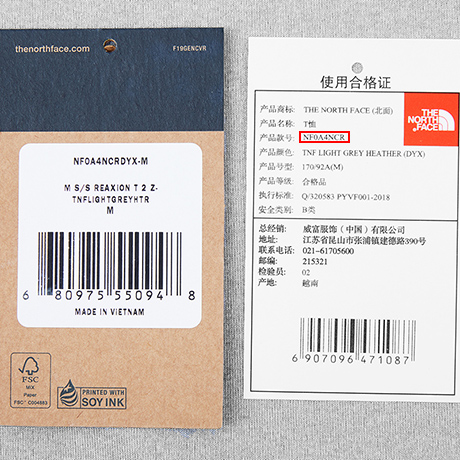 thenorthface.com
F19GENCVR
NF0A4NCRDYX-M
M S/S REAXION T 2 Z-
TNFLIGHTGREYHTR
M
6 80975 55094 8
MADE IN VIETNAM
FSC
MIX
Paper
FSC® C004883
PRINTED WITH
SOY INK
使用合格证
产品商标: THE NORTH FACE (北面)
产品名称: T恤
产品款号: NF0A4NCR
产品颜色: TNF LIGHT GREY HEATHER (DYX)
产品号型: 170/92A(M)
产品等级: 合格品
执行标准: Q/320583 PYVF001-2018
安全类别: B类
THE
NORTH
FACE
总经销: 威富服饰（中国）有限公司
地址: 江苏省昆山市张浦镇建德路390号
联系电话: 021-61705600
邮编: 215321
检验员: 02
产地: 越南
6 907096 471087